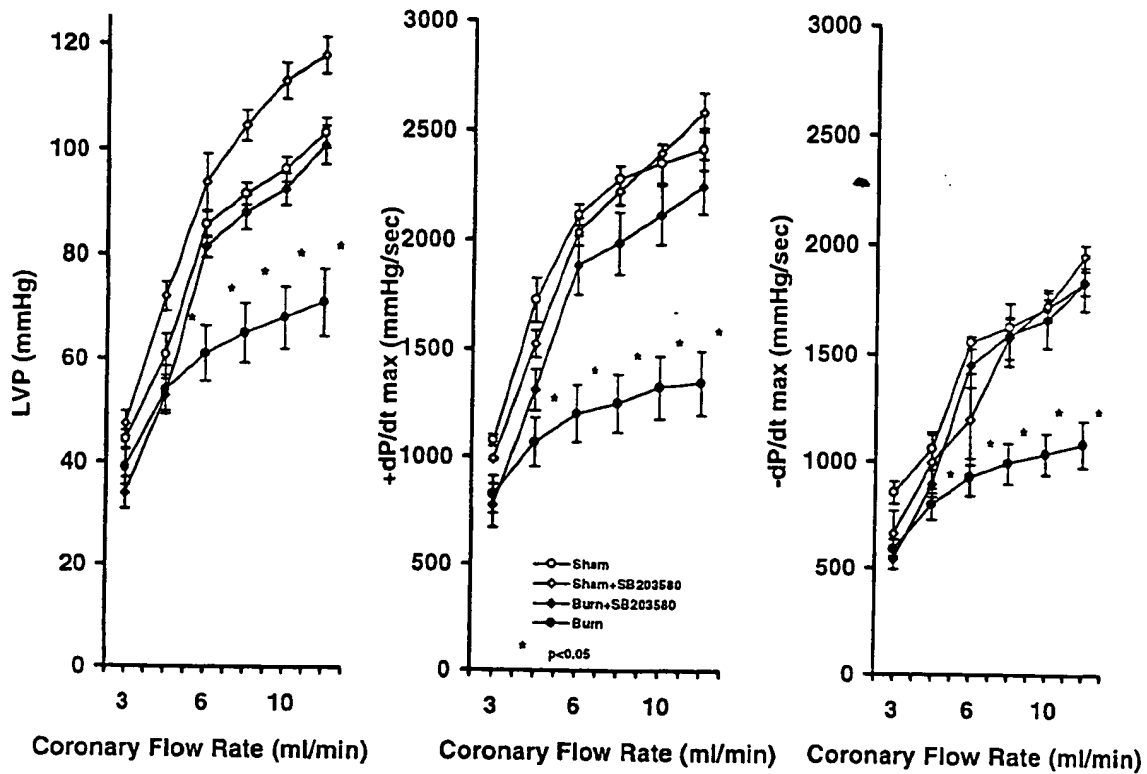 LVP (mmHg)
120
100
80
60
40
20
0
* * * *
3 6 10
Coronary Flow Rate (ml/min)
+dP/dt max (mmHg/sec)
3000
2500
2000
1500
1000
500
0
* * * * *
Sham
Sham+SB203580
Burn+SB203580
Burn
* p<0.05
3 6 10
Coronary Flow Rate (ml/min)
-dP/dt max (mmHg/sec)
3000
2500
2000
1500
1000
500
0
* * * * *
3 6 10
Coronary Flow Rate (ml/min)